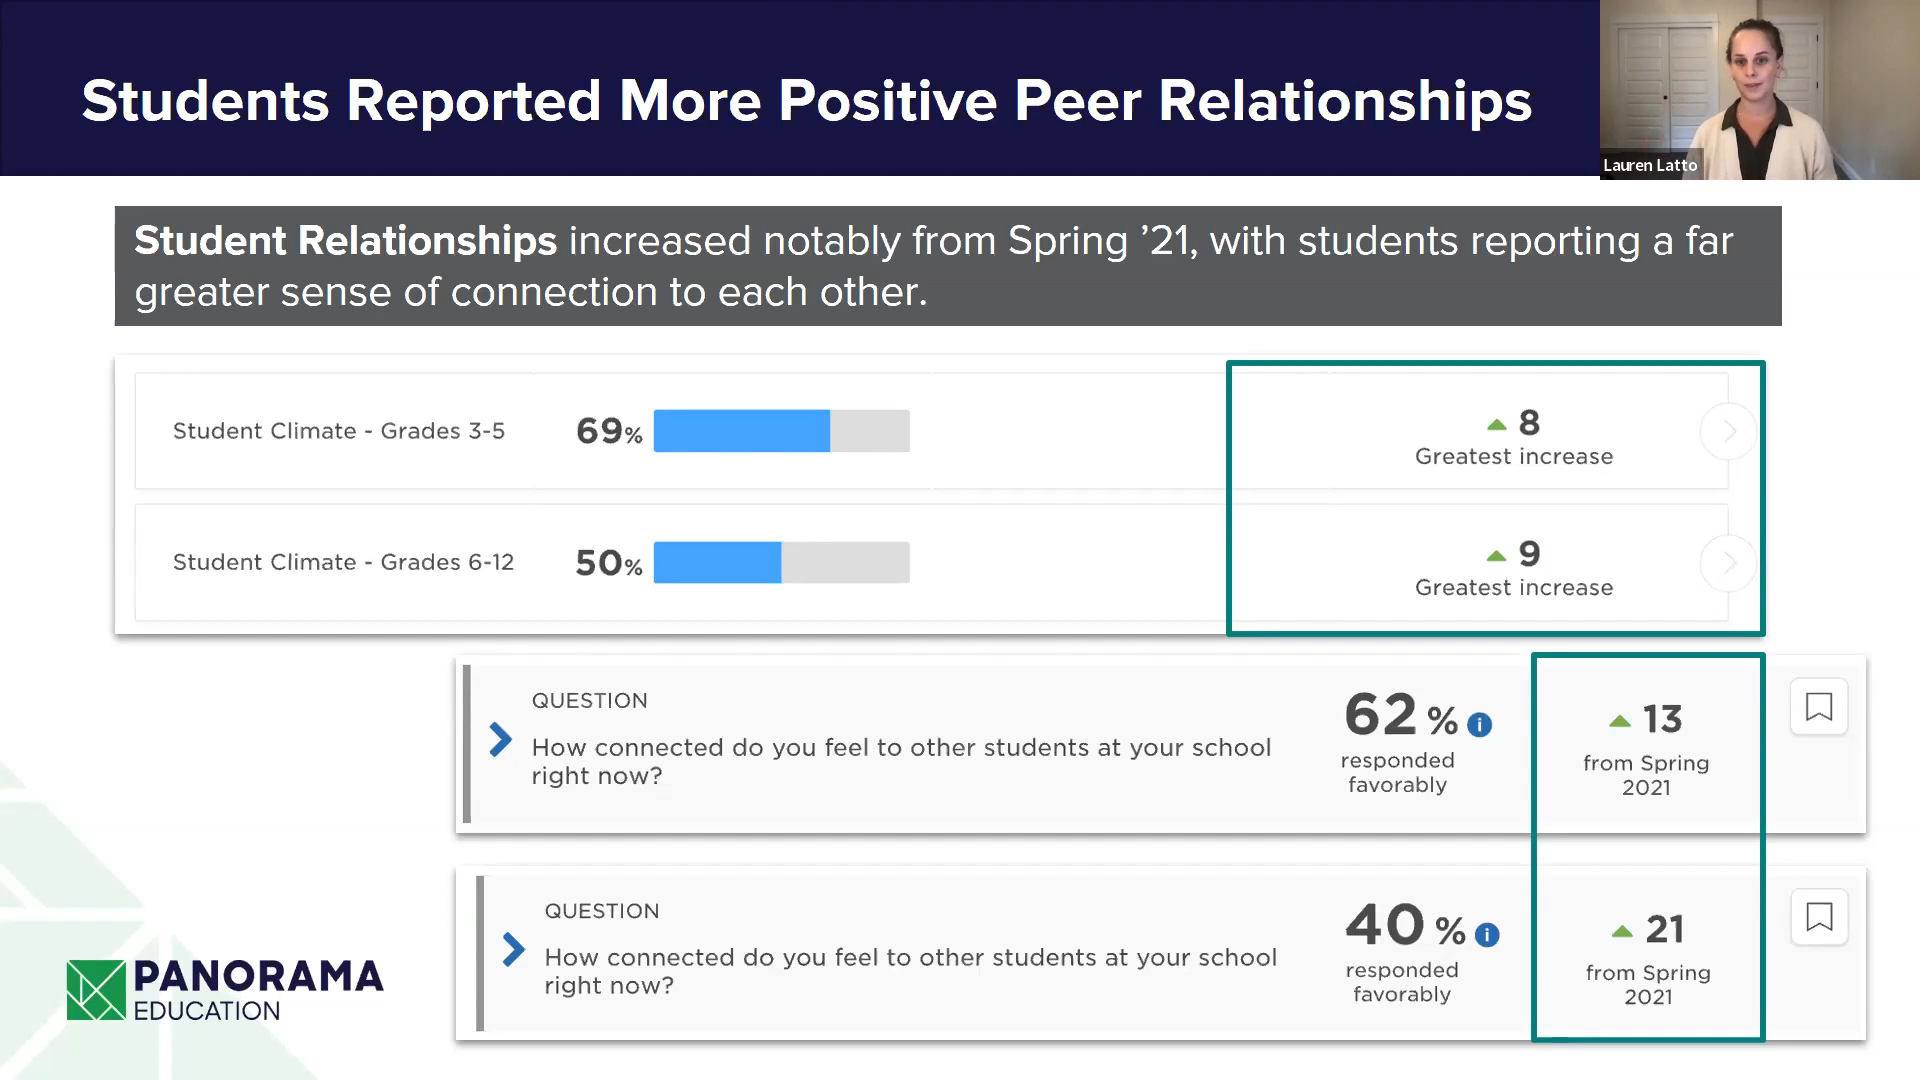 Students Reported More Positive Peer Relationships
Lauren Latto
Student Relationships increased notably from Spring ’21, with students reporting a far
greater sense of connection to each other.
Student Climate - Grades 3-5
69%
8
Greatest increase
Student Climate - Grades 6-12
50%
9
Greatest increase
QUESTION
How connected do you feel to other students at your school
right now?
62%
responded
favorably
13
from Spring
2021
QUESTION
How connected do you feel to other students at your school
right now?
40%
responded
favorably
21
from Spring
2021
PANORAMA
EDUCATION